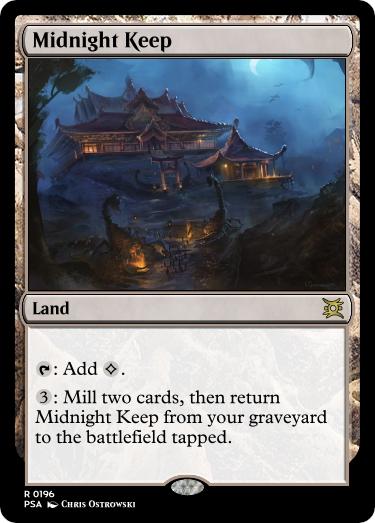 Midnight Keep
Land
: Add .
3: Mill two cards, then return
Midnight Keep from your graveyard
to the battlefield tapped.
R 0196
PSA Chris Ostrowski